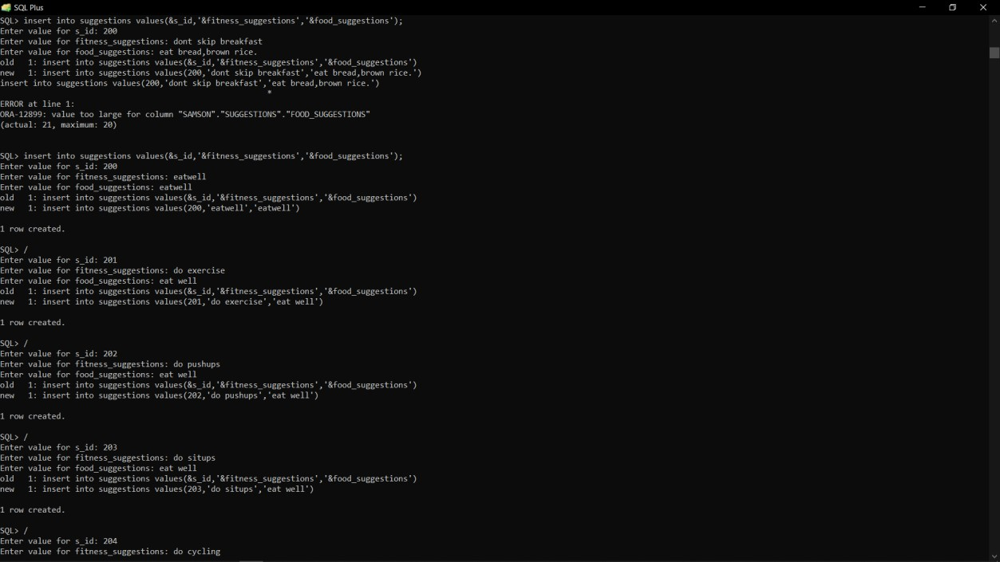 SQL Plus
SQL> insert into suggestions values(&s_id,'&fitness_suggestions','&food_suggestions');
Enter value for s_id: 200
Enter value for fitness_suggestions: dont skip breakfast
Enter value for food_suggestions: eat bread,brown rice.
old   1: insert into suggestions values(&s_id,'&fitness_suggestions','&food_suggestions')
new   1: insert into suggestions values(200,'dont skip breakfast','eat bread,brown rice.')
insert into suggestions values(200,'dont skip breakfast','eat bread,brown rice.')
*
ERROR at line 1:
ORA-12899: value too large for column "SAMSON"."SUGGESTIONS"."FOOD_SUGGESTIONS"
(actual: 21, maximum: 20)
SQL> insert into suggestions values(&s_id,'&fitness_suggestions','&food_suggestions');
Enter value for s_id: 200
Enter value for fitness_suggestions: eatwell
Enter value for food_suggestions: eatwell
old   1: insert into suggestions values(&s_id,'&fitness_suggestions','&food_suggestions')
new   1: insert into suggestions values(200,'eatwell','eatwell')
1 row created.
SQL> /
Enter value for s_id: 201
Enter value for fitness_suggestions: do exercise
Enter value for food_suggestions: eat well
old   1: insert into suggestions values(&s_id,'&fitness_suggestions','&food_suggestions')
new   1: insert into suggestions values(201,'do exercise','eat well')
1 row created.
SQL> /
Enter value for s_id: 202
Enter value for fitness_suggestions: do pushups
Enter value for food_suggestions: eat well
old   1: insert into suggestions values(&s_id,'&fitness_suggestions','&food_suggestions')
new   1: insert into suggestions values(202,'do pushups','eat well')
1 row created.
SQL> /
Enter value for s_id: 203
Enter value for fitness_suggestions: do situps
Enter value for food_suggestions: eat well
old   1: insert into suggestions values(&s_id,'&fitness_suggestions','&food_suggestions')
new   1: insert into suggestions values(203,'do situps','eat well')
1 row created.
SQL> /
Enter value for s_id: 204
Enter value for fitness_suggestions: do cycling